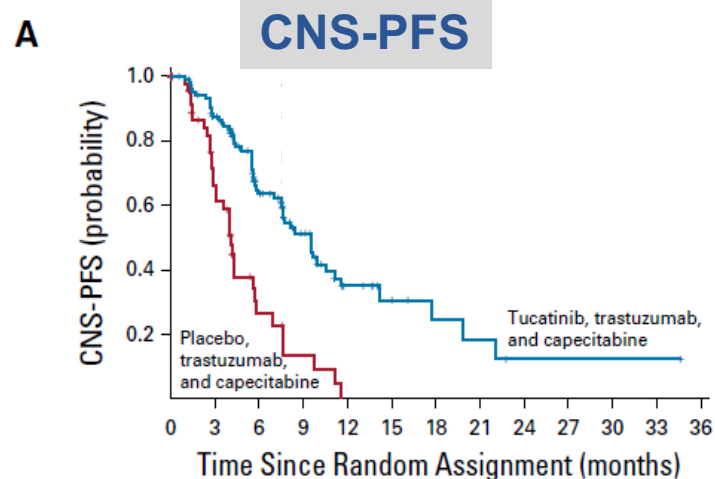 A
CNS-PFS
CNS-PFS (probability)
1.0
0.8
0.6
0.4
0.2
Placebo,
trastuzumab,
and capecitabine
Tucatinib, trastuzumab,
and capecitabine
0 3 6 9 12 15 18 21 24 27 30 33 36
Time Since Random Assignment (months)